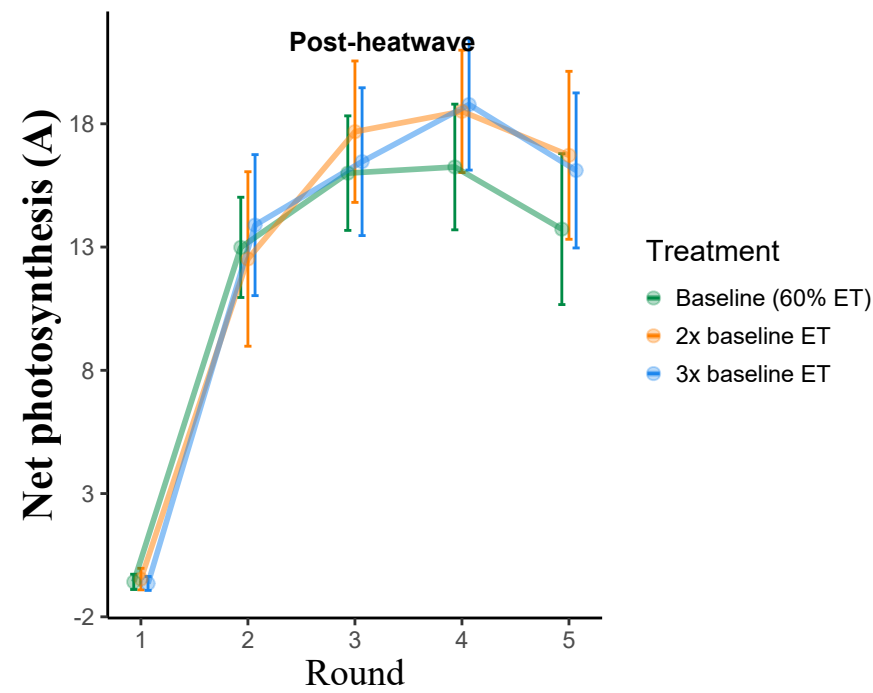 Post-heatwave
Net photosynthesis (A)
18
13
8
3
-2
1 2 3 4 5
Round
Treatment
Baseline (60% ET)
2x baseline ET
3x baseline ET